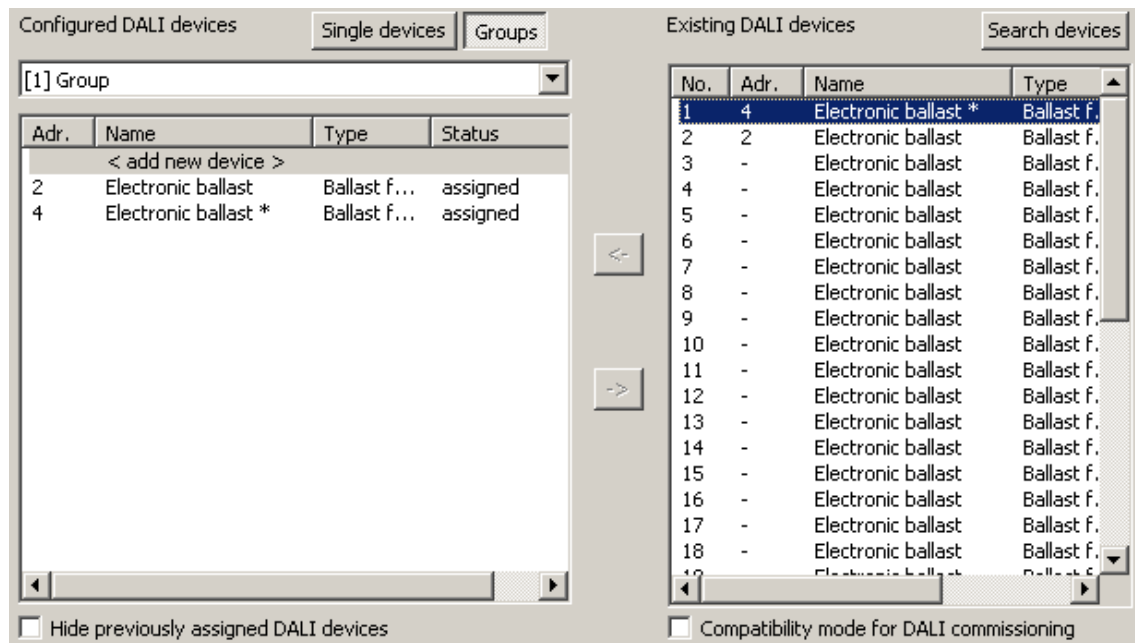 Configured DALI devices
Single devices
Groups
[1] Group
Adr. Name Type Status
< add new device >
2 Electronic ballast Ballast f... assigned
4 Electronic ballast * Ballast f... assigned
Hide previously assigned DALI devices
<-
->
Existing DALI devices
Search devices
No. Adr. Name Type
1 4 Electronic ballast * Ballast f.
2 2 Electronic ballast Ballast f.
3 - Electronic ballast Ballast f.
4 - Electronic ballast Ballast f.
5 - Electronic ballast Ballast f.
6 - Electronic ballast Ballast f.
7 - Electronic ballast Ballast f.
8 - Electronic ballast Ballast f.
9 - Electronic ballast Ballast f.
10 - Electronic ballast Ballast f.
11 - Electronic ballast Ballast f.
12 - Electronic ballast Ballast f.
13 - Electronic ballast Ballast f.
14 - Electronic ballast Ballast f.
15 - Electronic ballast Ballast f.
16 - Electronic ballast Ballast f.
17 - Electronic ballast Ballast f.
18 - Electronic ballast Ballast f.
Compatibility mode for DALI commissioning